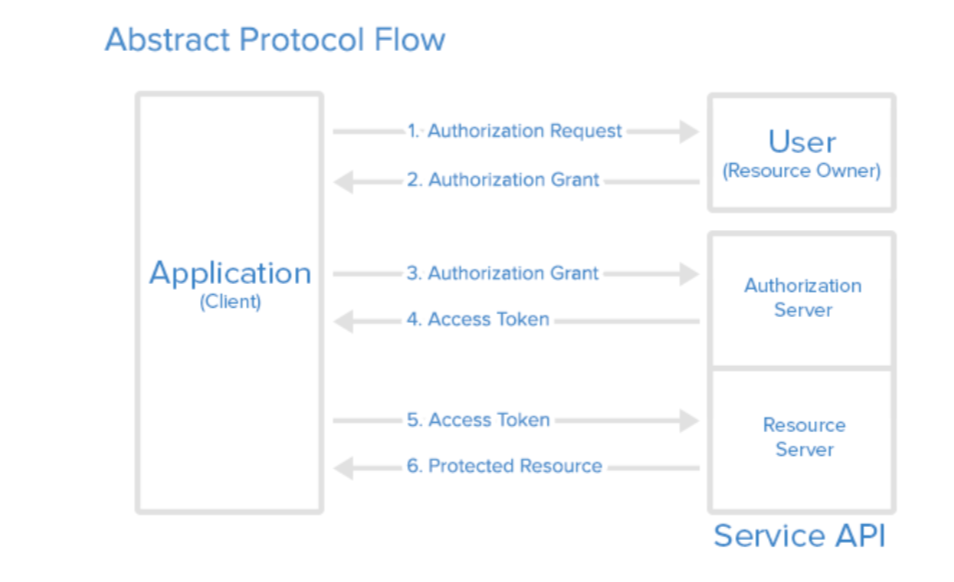 Abstract Protocol Flow
1. Authorization Request
User
(Resource Owner)
2. Authorization Grant
Application
(Client)
3. Authorization Grant
Authorization
Server
4. Access Token
5. Access Token
Resource
Server
6. Protected Resource
Service API